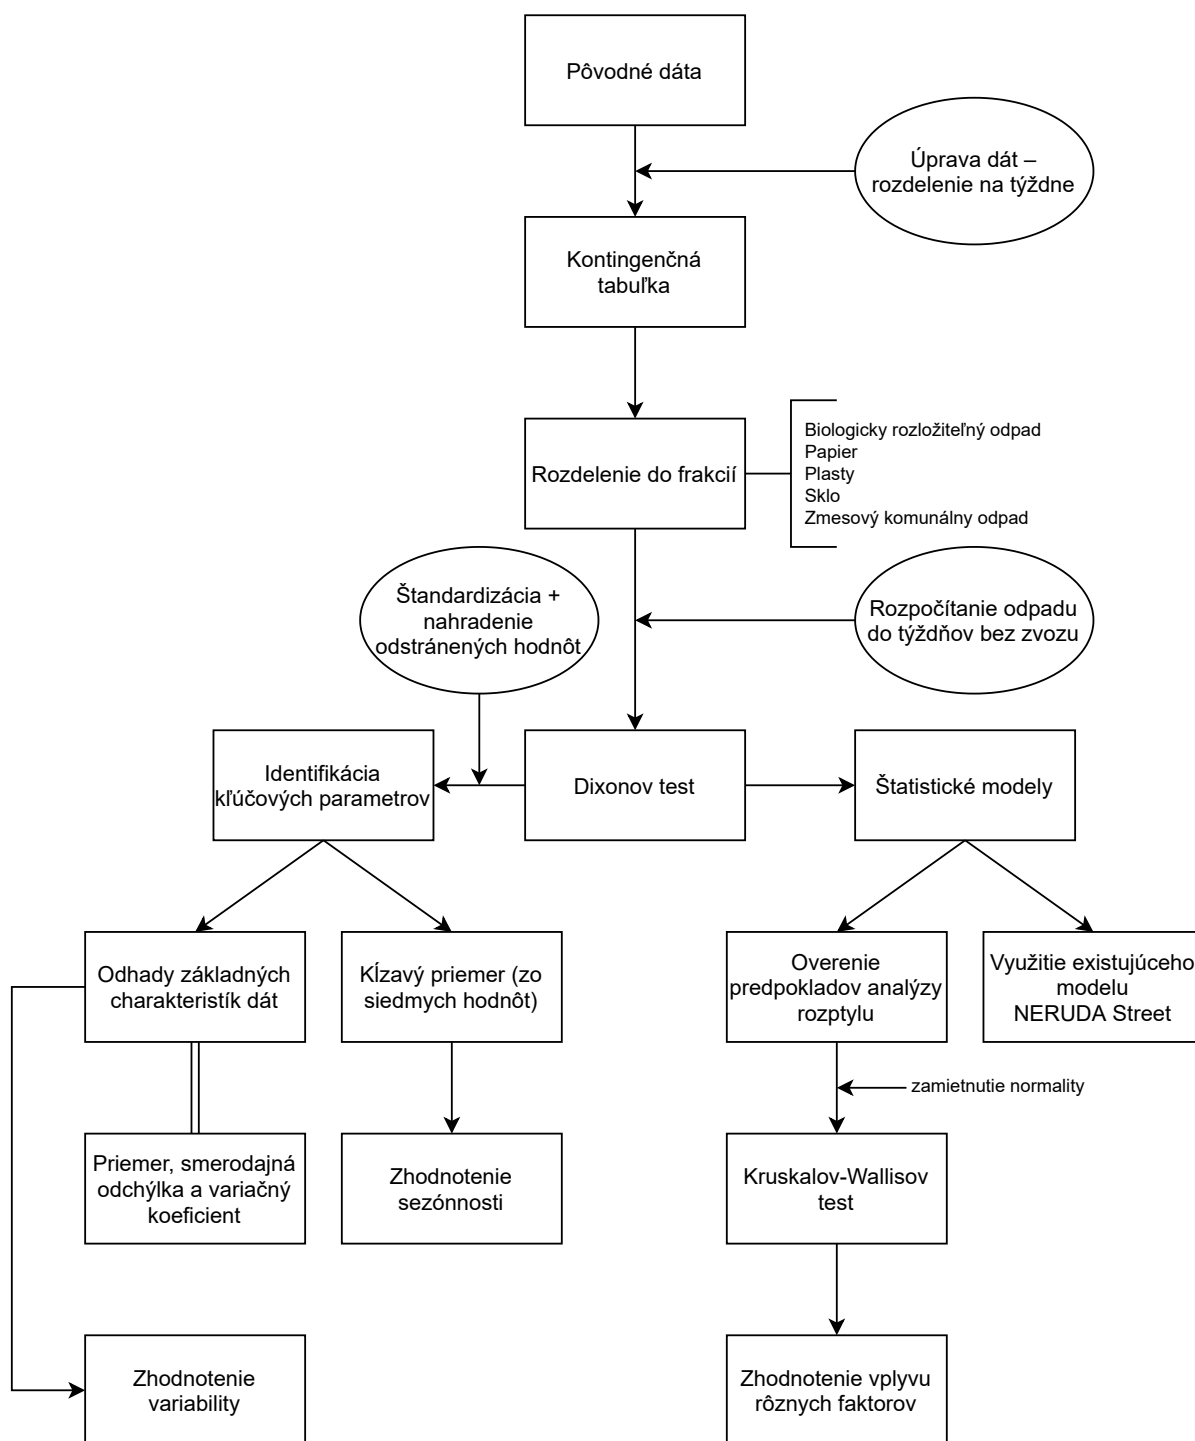 Pôvodné dáta
Úprava dát –
rozdelenie na týždne
Kontingenčná
tabuľka
Rozdelenie do frakcií
Biologicky rozložiteľný odpad
Papier
Plasty
Sklo
Zmesový komunálny odpad
Štandardizácia +
nahradenie
odstránených hodnôt
Rozpočítanie odpadu
do týždňov bez zvozu
Identifikácia
kľúčových parametrov
Dixonov test
Štatistické modely
Odhady základných
charakteristík dát
Kĺzavý priemer (zo
siedmych hodnôt)
Overenie
predpokladov analýzy
rozptylu
Využitie existujúceho
modelu
NERUDA Street
zamietnutie normality
Priemer, smerodajná
odchýlka a variačný
koeficient
Zhodnotenie
sezónnosti
Kruskalov-Wallisov
test
Zhodnotenie
variability
Zhodnotenie vplyvu
rôznych faktorov